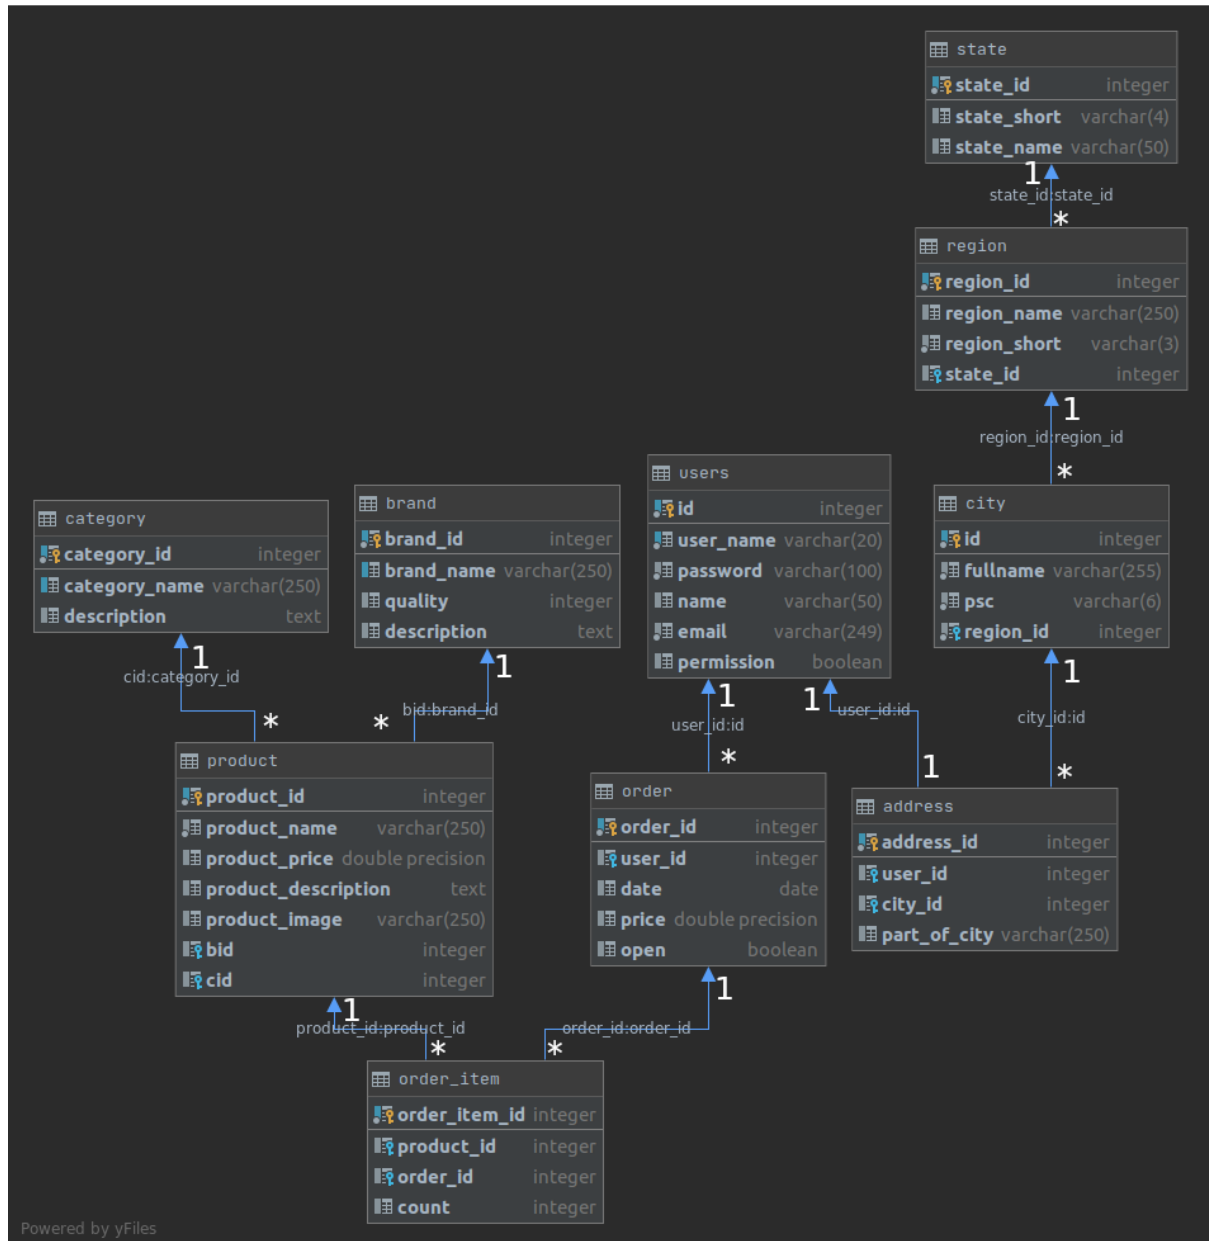 state
state_id integer
state_short varchar(4)
state_name varchar(50)
1
state_id:state_id
*
region
region_id integer
region_name varchar(250)
region_short varchar(3)
state_id integer
1
region_id:region_id
*
category
category_id integer
category_name varchar(250)
description text
1
cid:category_id
*
brand
brand_id integer
brand_name varchar(250)
quality integer
description text
1
bid:brand_id
*
users
id integer
user_name varchar(20)
password varchar(100)
name varchar(50)
email varchar(249)
permission boolean
1
user_id:id
*
1
user_id:id
1
city
id integer
fullname varchar(255)
psc varchar(6)
region_id integer
1
city_id:id
*
product
product_id integer
product_name varchar(250)
product_price double precision
product_description text
product_image varchar(250)
bid integer
cid integer
1
product_id:product_id
*
order
order_id integer
user_id integer
date date
price double precision
open boolean
1
order_id:order_id
*
address
address_id integer
user_id integer
city_id integer
part_of_city varchar(250)
order_item
order_item_id integer
product_id integer
order_id integer
count integer
Powered by yFiles